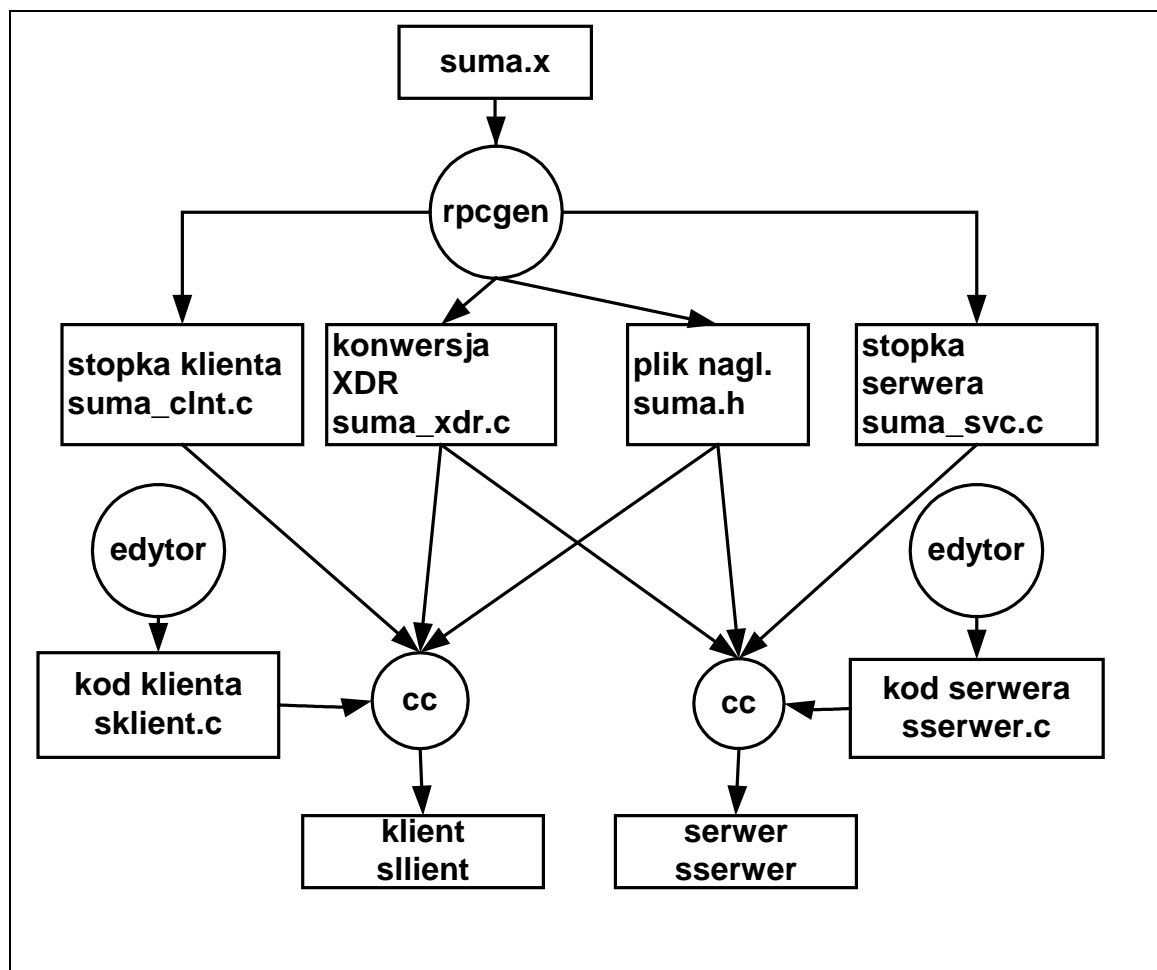 suma.x
rpcgen
stopka klienta
suma_clnt.c
konwersja
XDR
suma_xdr.c
plik nagl.
suma.h
stopka
serwera
suma_svc.c
edytor
edytor
kod klienta
sklient.c
cc
cc
kod serwera
sserwer.c
klient
sllient
serwer
sserwer